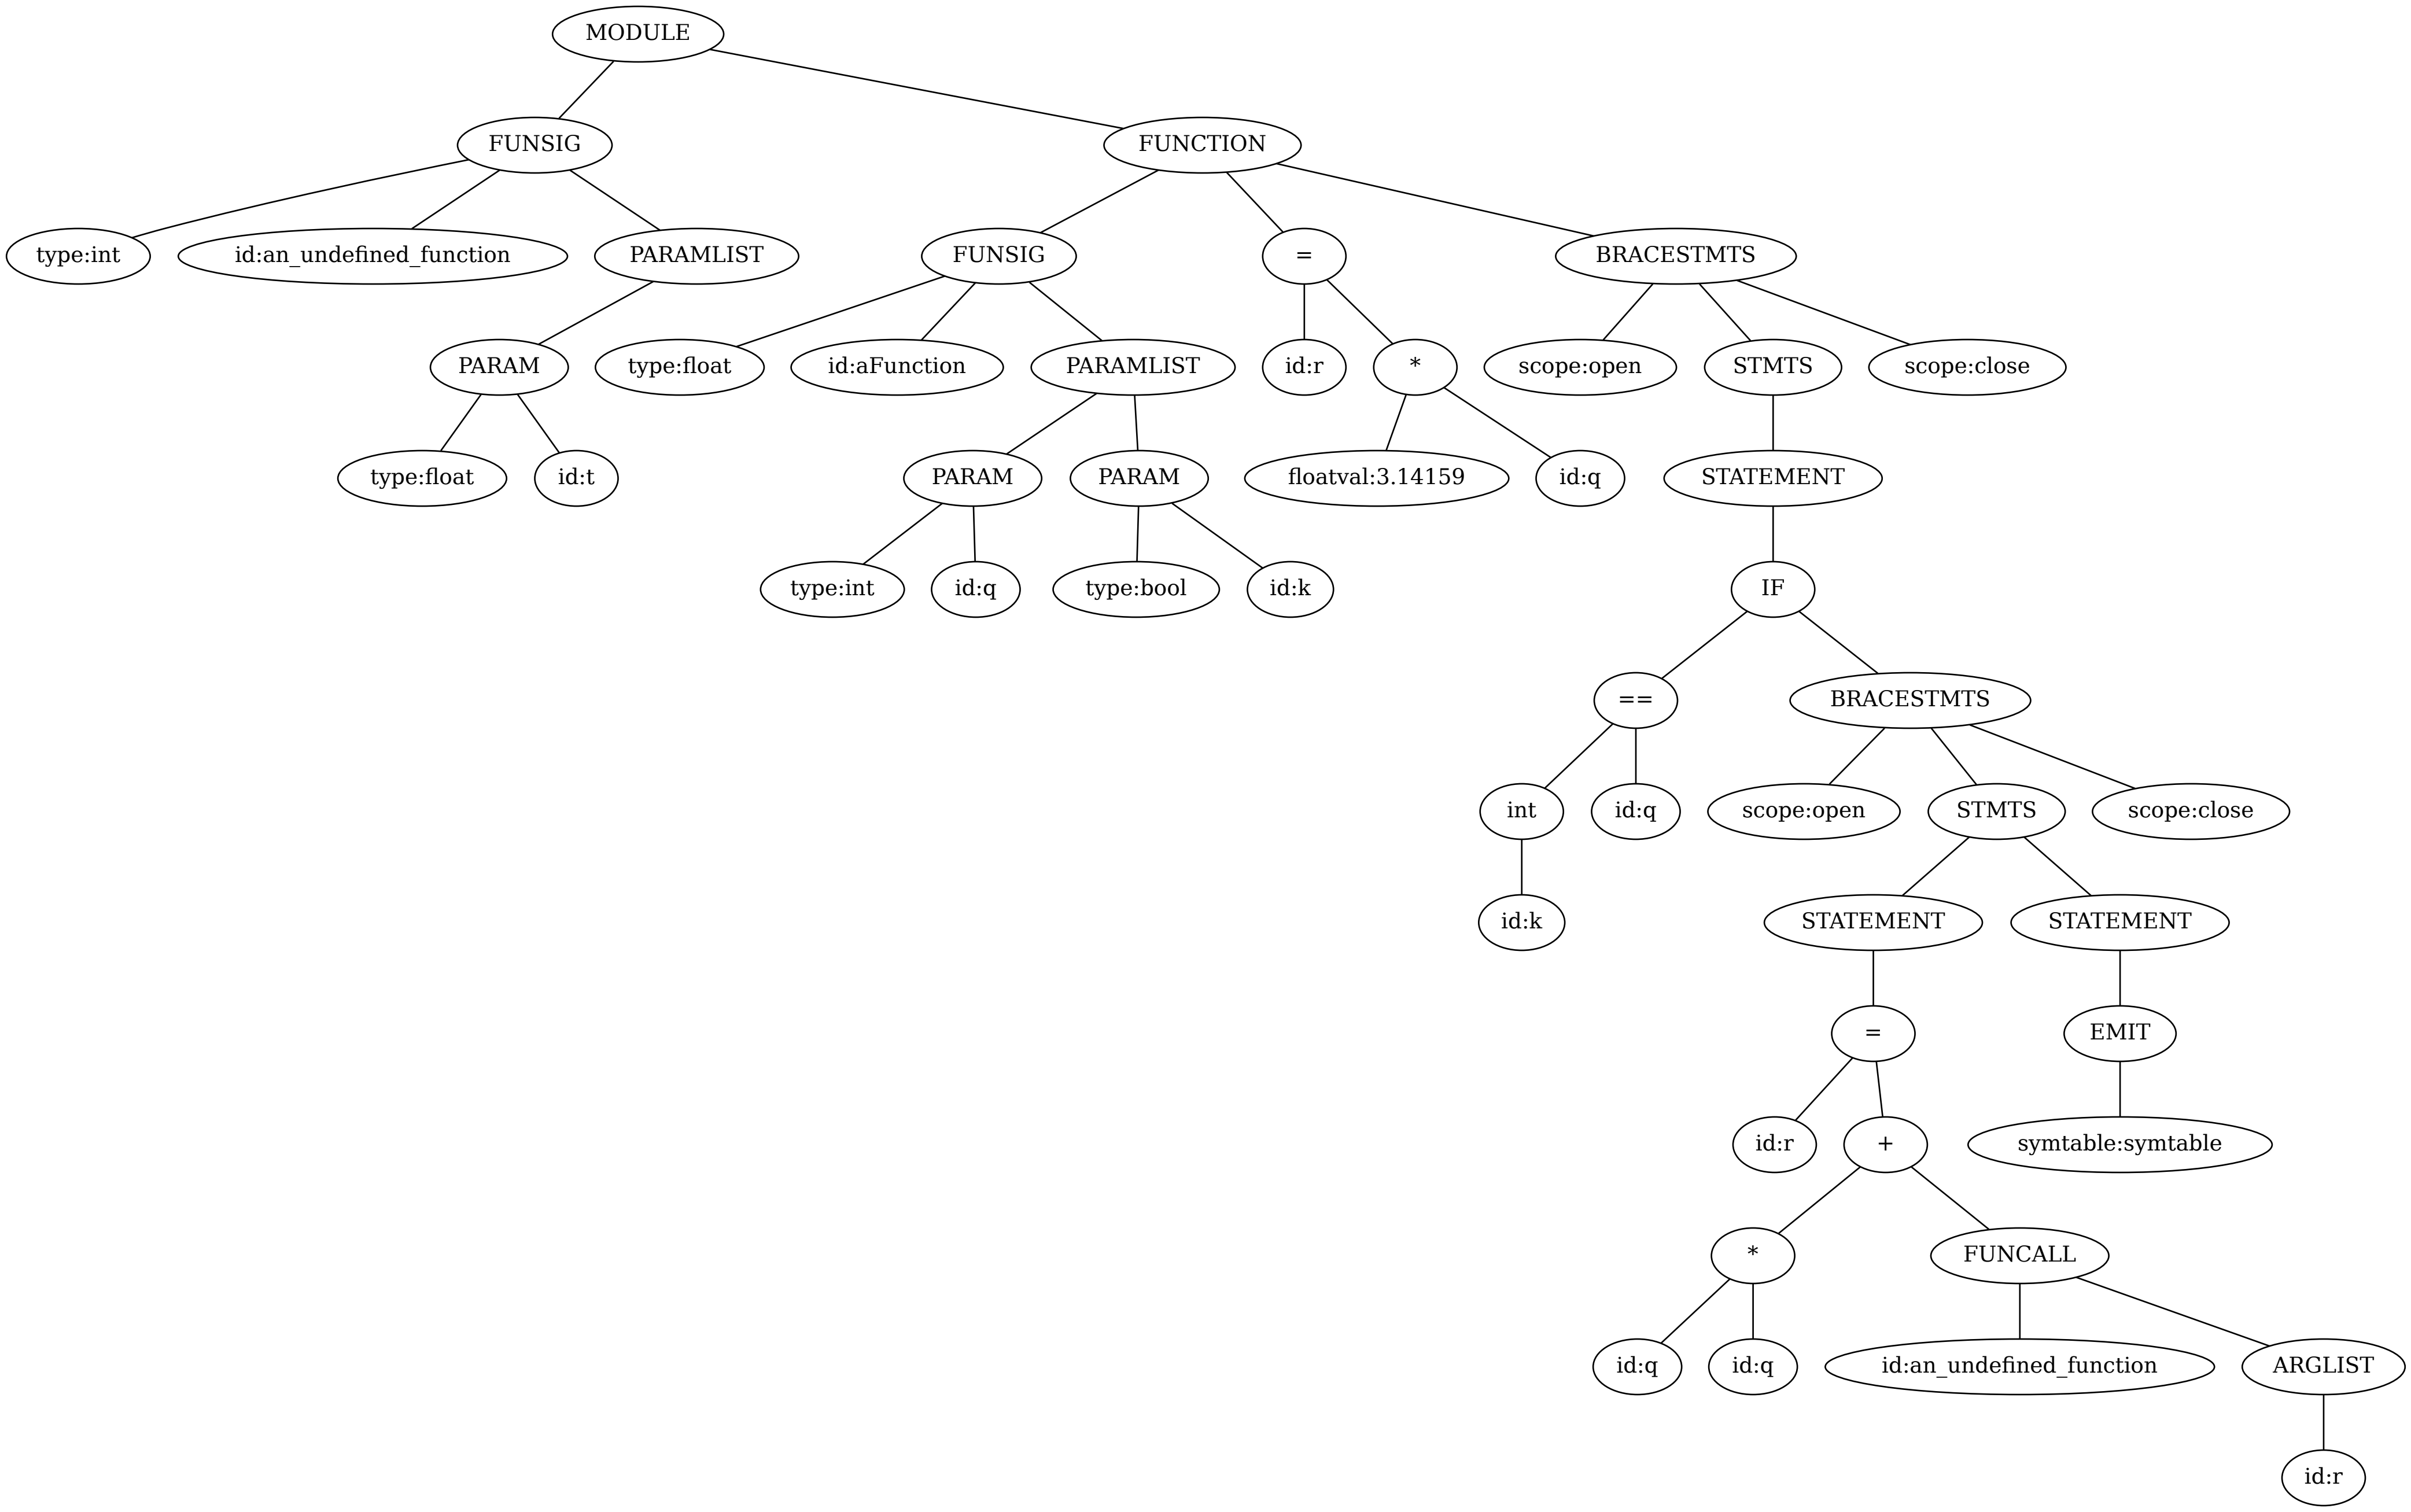 MODULE
FUNSIG
FUNCTION
type:int
id:an_undefined_function
PARAMLIST
FUNSIG
=
BRACESTMTS
PARAM
type:float
id:aFunction
PARAMLIST
id:r
*
scope:open
STMTS
scope:close
type:float
id:t
PARAM
PARAM
floatval:3.14159
id:q
STATEMENT
type:int
id:q
type:bool
id:k
IF
==
BRACESTMTS
int
id:q
scope:open
STMTS
scope:close
id:k
STATEMENT
STATEMENT
=
EMIT
id:r
+
symtable:symtable
*
FUNCALL
id:q
id:q
id:an_undefined_function
ARGLIST
id:r